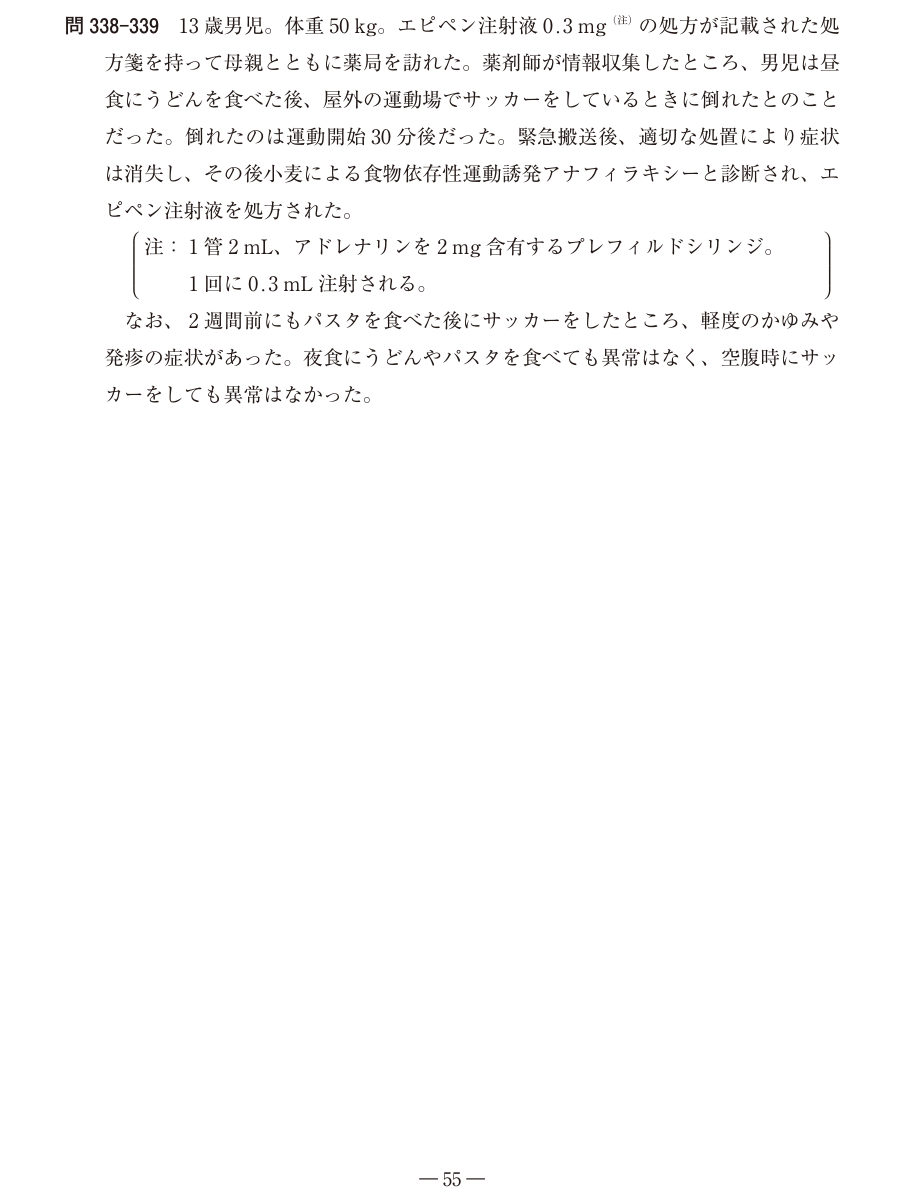 問 338−339　13 歳男児。体重 50 kg。エピペン注射液 0.3 mg（注）の処方が記載された処
方箋を持って母親とともに薬局を訪れた。薬剤師が情報収集したところ、男児は昼
食にうどんを食べた後、屋外の運動場でサッカーをしているときに倒れたとのこと
だった。倒れたのは運動開始 30 分後だった。緊急搬送後、適切な処置により症状
は消失し、その後小麦による食物依存性運動誘発アナフィラキシーと診断され、エ
ピペン注射液を処方された。
注：1 管 2 mL、アドレナリンを 2 mg 含有するプレフィルドシリンジ。
1 回に 0.3 mL 注射される。
なお、2 週間前にもパスタを食べた後にサッカーをしたところ、軽度のかゆみや
発疹の症状があった。夜食にうどんやパスタを食べても異常はなく、空腹時にサッ
カーをしても異常はなかった。
― 55 ―